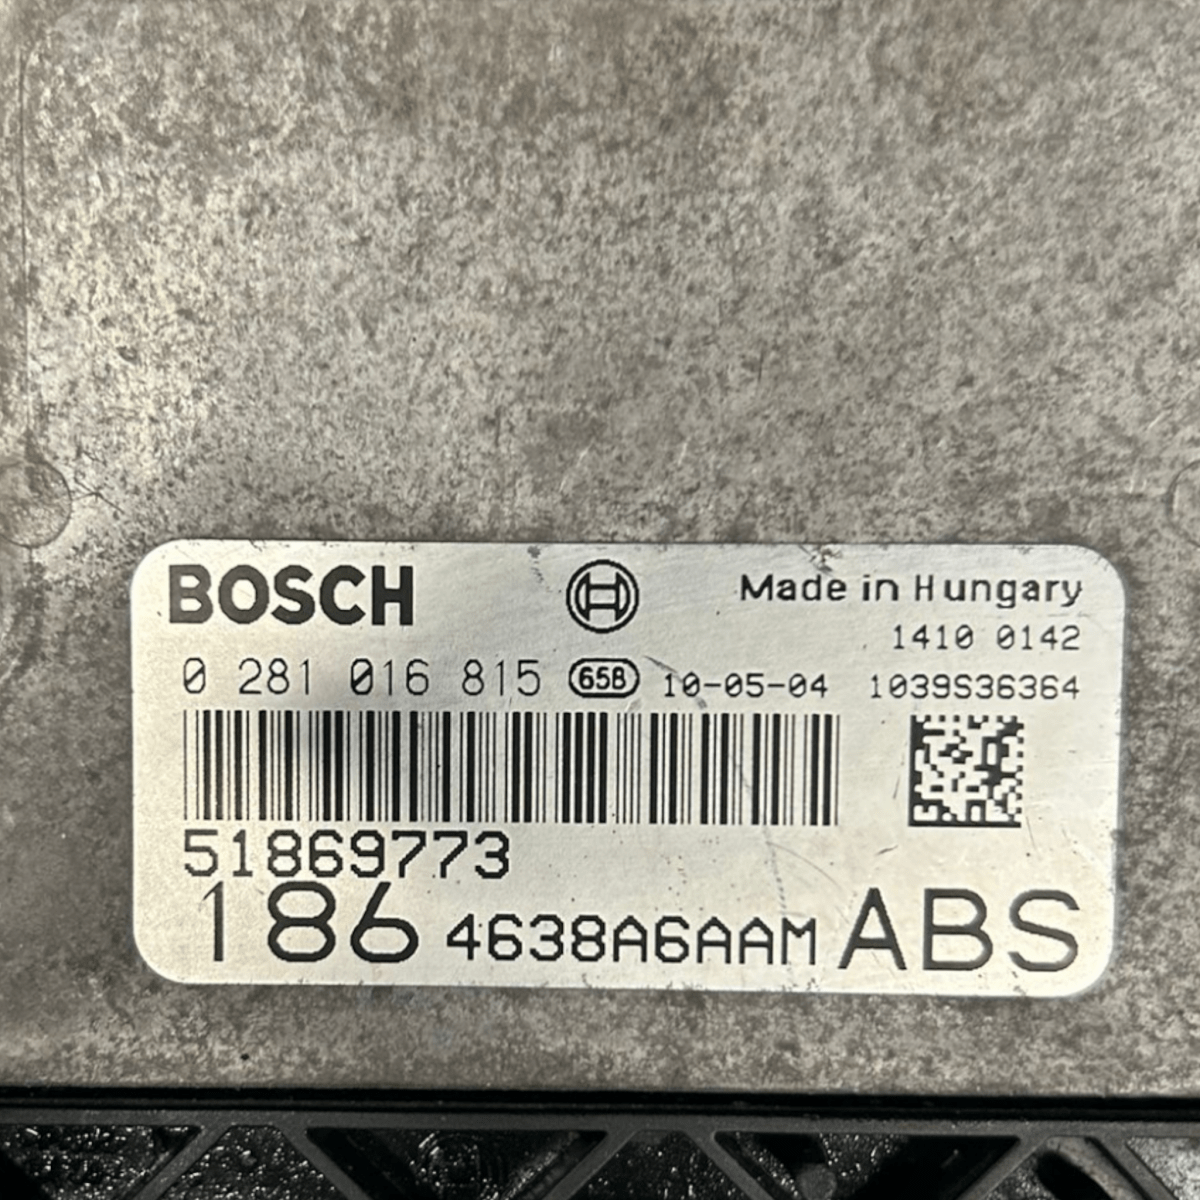 BOSCH
Made in Hungary
1410 0142
0 281 016 815 65B 10-05-04 1039S36364
51869773
186 4638A6AAM ABS